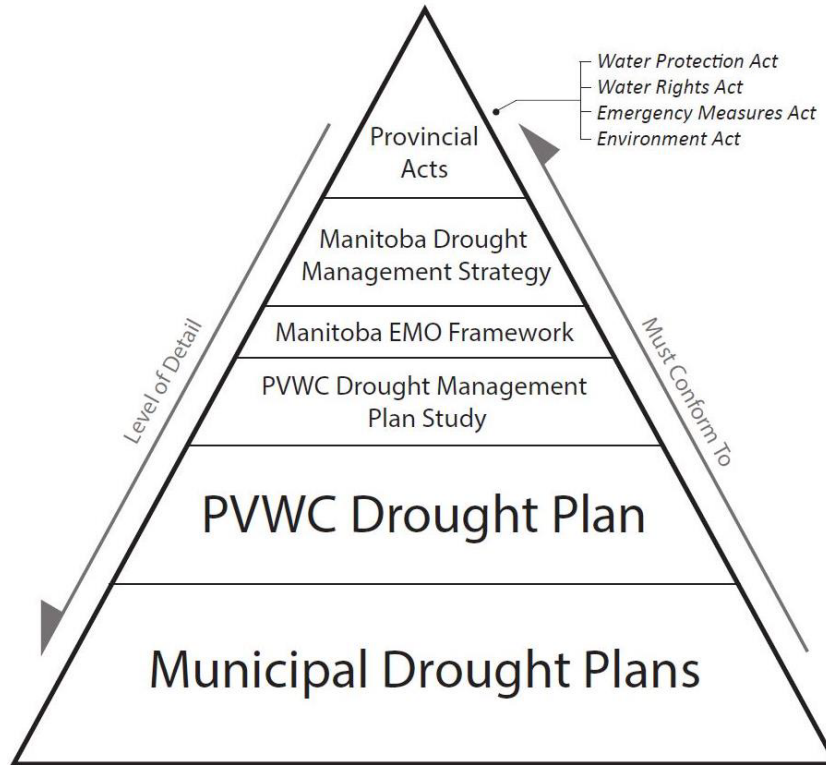 Water Protection Act
Water Rights Act
Emergency Measures Act
Environment Act
Provincial
Acts
Manitoba Drought
Management Strategy
Manitoba EMO Framework
PVWC Drought Management
Plan Study
PVWC Drought Plan
Municipal Drought Plans
Level of Detail
Must Conform To